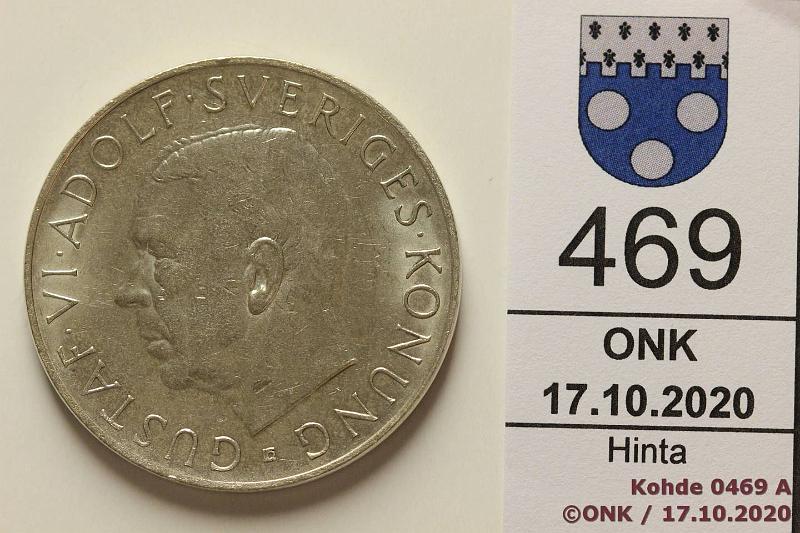 GUSTAF·VI·ADOLF·SVERIGES·KONUNG
469
ONK
17.10.2020
Hinta
Kohde 0469 A
©ONK / 17.10.2020